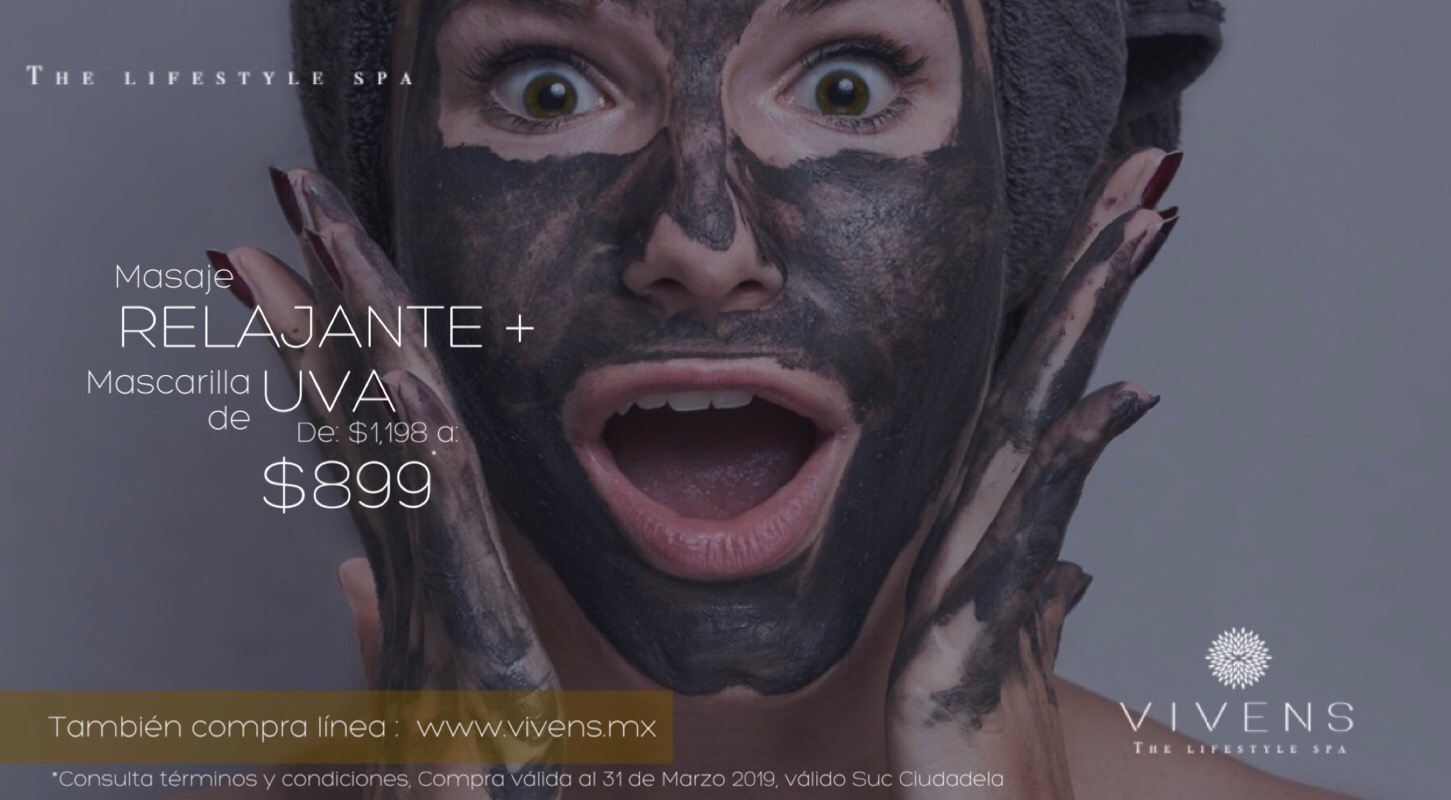 THE LIFESTYLE SPA
Masaje
RELAJANTE +
Mascarilla de UVA
De: $1,198 a:
$899*
También compra línea : www.vivens.mx
VIVENS
THE LIFESTYLE SPA
*Consulta términos y condiciones, Compra válida al 31 de Marzo 2019, válido Suc Ciudadela